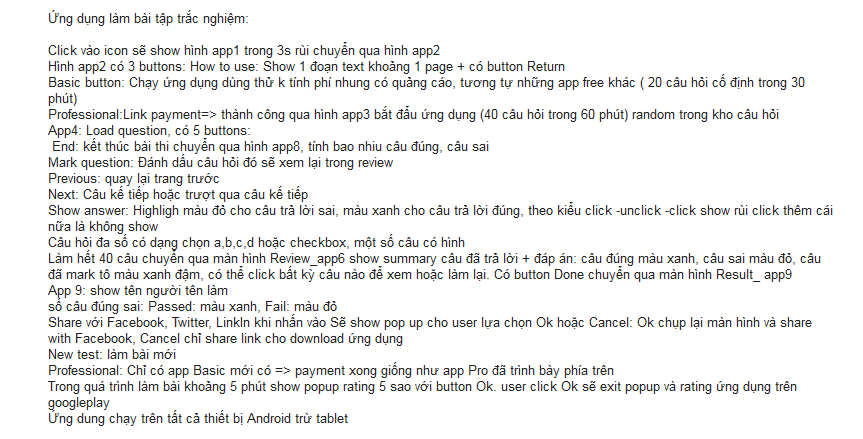 Ứng dụng làm bài tập trắc nghiệm:
Click vào icon sẽ show hình app1 trong 3s rùi chuyển qua hình app2
Hình app2 có 3 buttons: How to use: Show 1 đoạn text khoảng 1 page + có button Return
Basic button: Chạy ứng dụng dùng thử k tính phí nhung có quảng cáo, tương tự những app free khác ( 20 câu hỏi cố định trong 30
phút)
Professional:Link payment=> thành công qua hình app3 bắt đẩu ứng dụng (40 câu hỏi trong 60 phút) random trong kho câu hỏi
App4: Load question, có 5 buttons:
End: kết thúc bài thi chuyển qua hình app8, tính bao nhiu câu đúng, câu sai
Mark question: Đánh dấu câu hỏi đó sẽ xem lại trong review
Previous: quay lại trang trước
Next: Câu kế tiếp hoặc trượt qua câu kế tiếp
Show answer: Highligh màu đỏ cho câu trả lời sai, màu xanh cho câu trả lời đúng, theo kiểu click -unclick -click show rùi click thêm cái
nữa là không show
Câu hỏi đa số có dạng chọn a,b,c,d hoặc checkbox, một số câu có hình
Làm hết 40 câu chuyển qua màn hình Review_app6 show summary câu đã trả lời + đáp án: câu đúng màu xanh, câu sai màu đỏ, câu
đã mark tô màu xanh đậm, có thể click bất kỳ câu nào để xem hoặc làm lại. Có button Done chuyển qua màn hình Result_ app9
App 9: show tên người tên làm
số câu đúng sai: Passed: màu xanh, Fail: màu đỏ
Share với Facebook, Twitter, LinkIn khi nhấn vào Sẽ show pop up cho user lựa chọn Ok hoặc Cancel: Ok chụp lại màn hình và share
with Facebook, Cancel chỉ share link cho download ứng dụng
New test: làm bài mới
Professional: Chỉ có app Basic mới có => payment xong giống như app Pro đã trình bày phía trên
Trong quá trình làm bài khoảng 5 phút show popup rating 5 sao với button Ok. user click Ok sẽ exit popup và rating ứng dụng trên
googleplay
Ứng dung chạy trên tất cả thiết bị Android trừ tablet